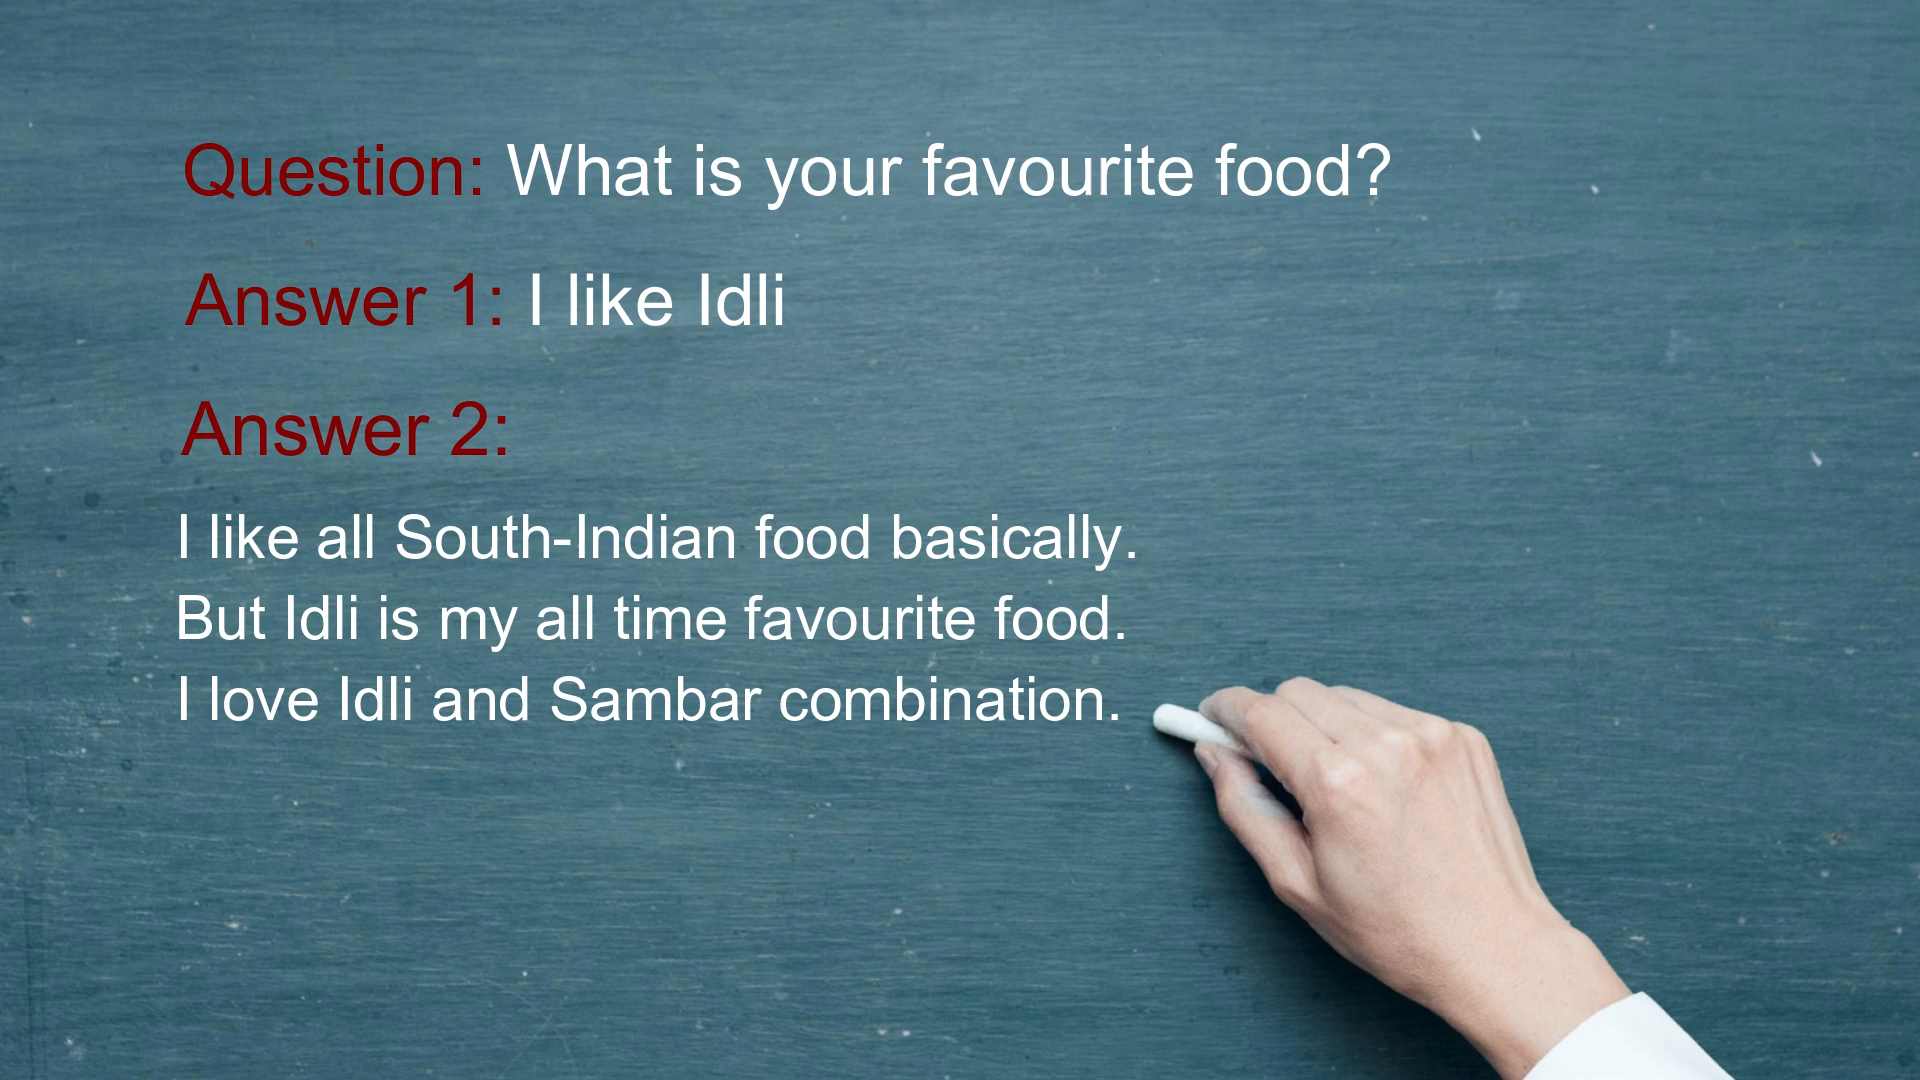 Question: What is your favourite food?
Answer 1: I like Idli
Answer 2:
I like all South-Indian food basically.
But Idli is my all time favourite food.
I love Idli and Sambar combination.